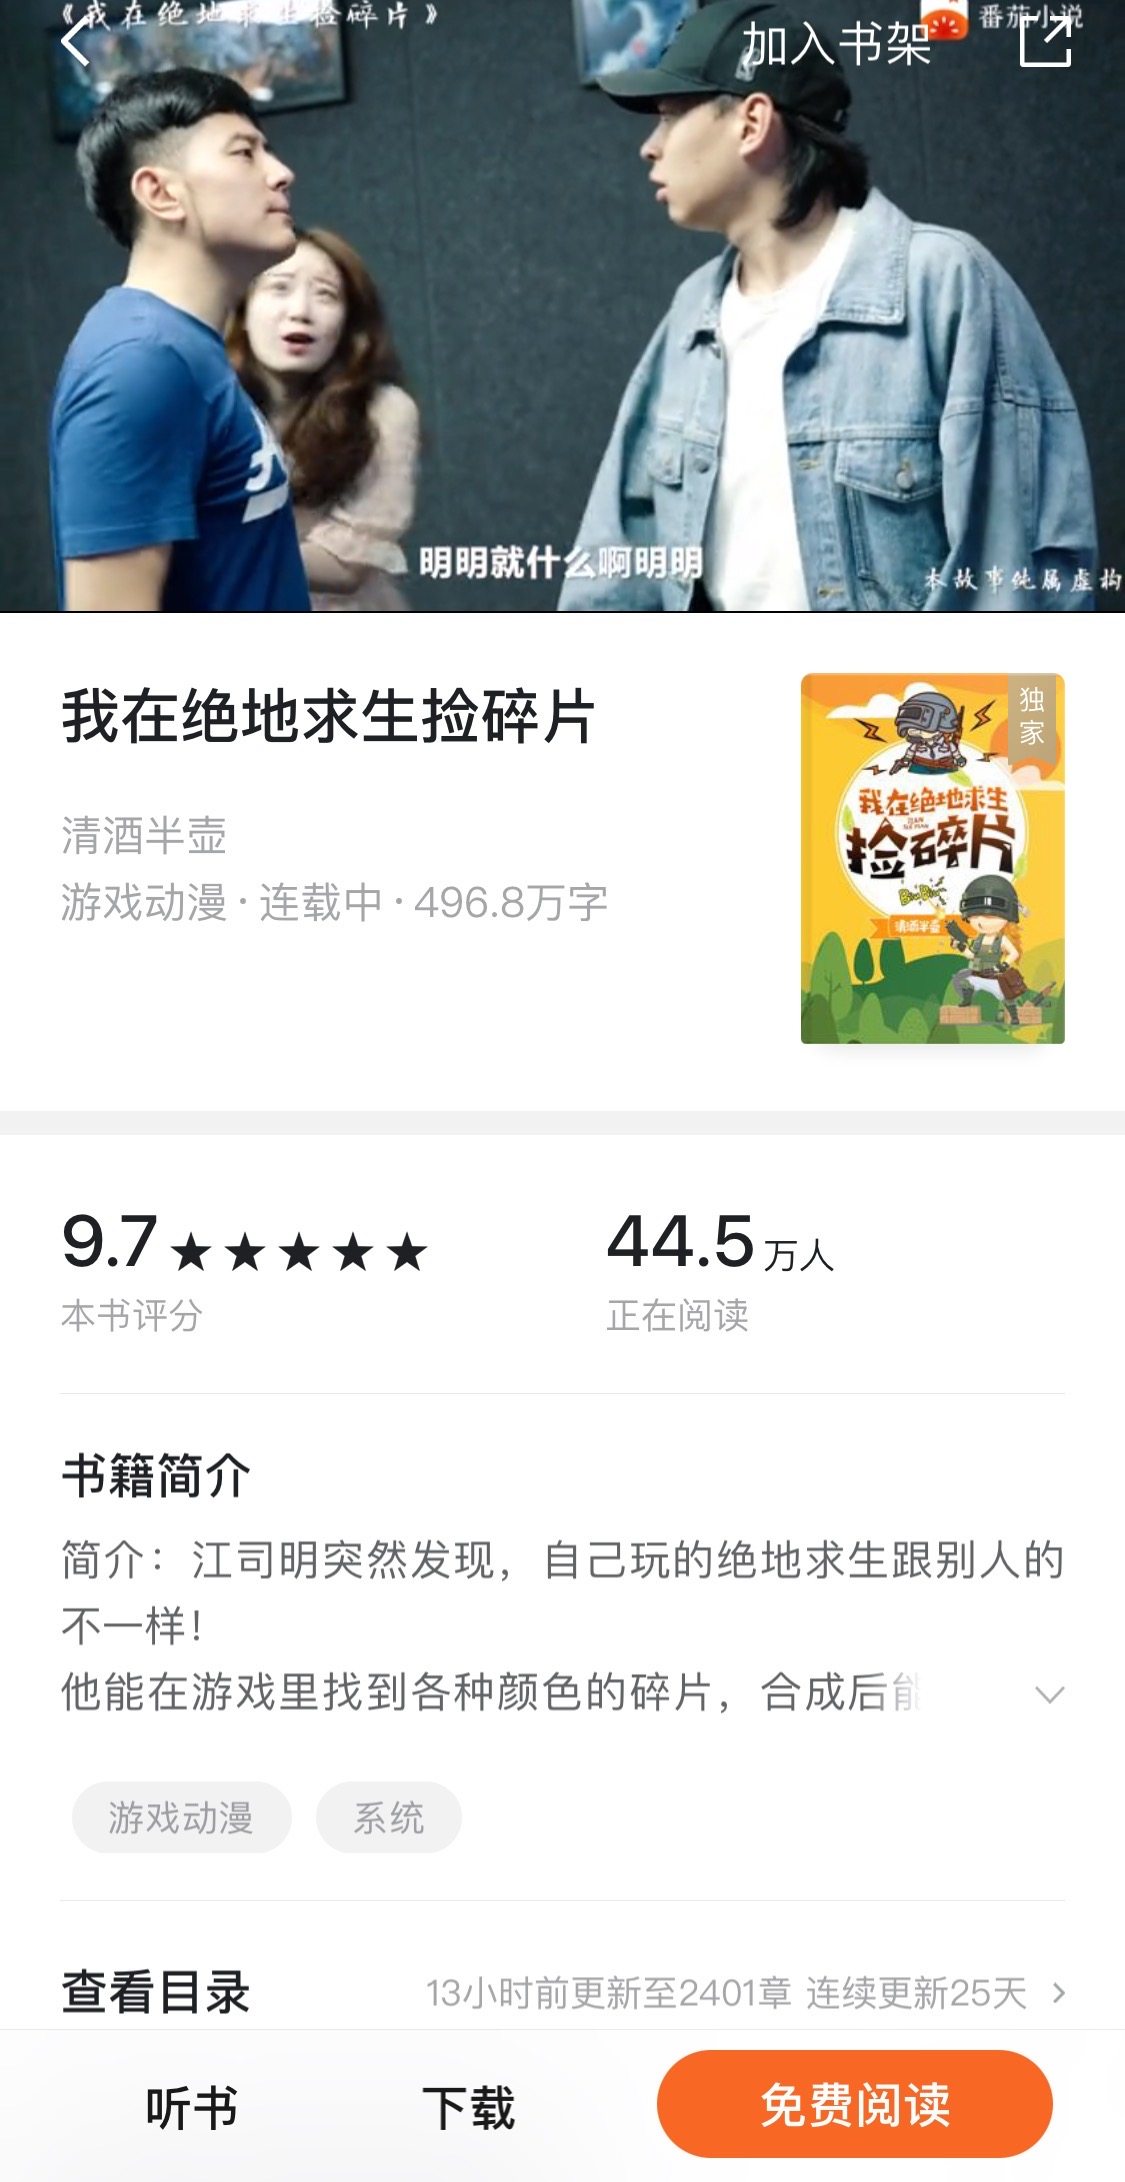 《我在绝地求生捡碎片》
番茄小说
加入书架
明明就什么啊明明
本故事纯属虚构
我在绝地求生捡碎片
清酒半壶
游戏动漫·连载中·496.8万字
独家
我在绝地求生
捡碎片
清酒半壶
9.7★★★★★
44.5万人
本书评分
正在阅读
书籍简介
简介：江司明突然发现，自己玩的绝地求生跟别人的
不一样！
他能在游戏里找到各种颜色的碎片，合成后能
游戏动漫
系统
查看目录
13小时前更新至2401章 连续更新25天
听书
下载
免费阅读